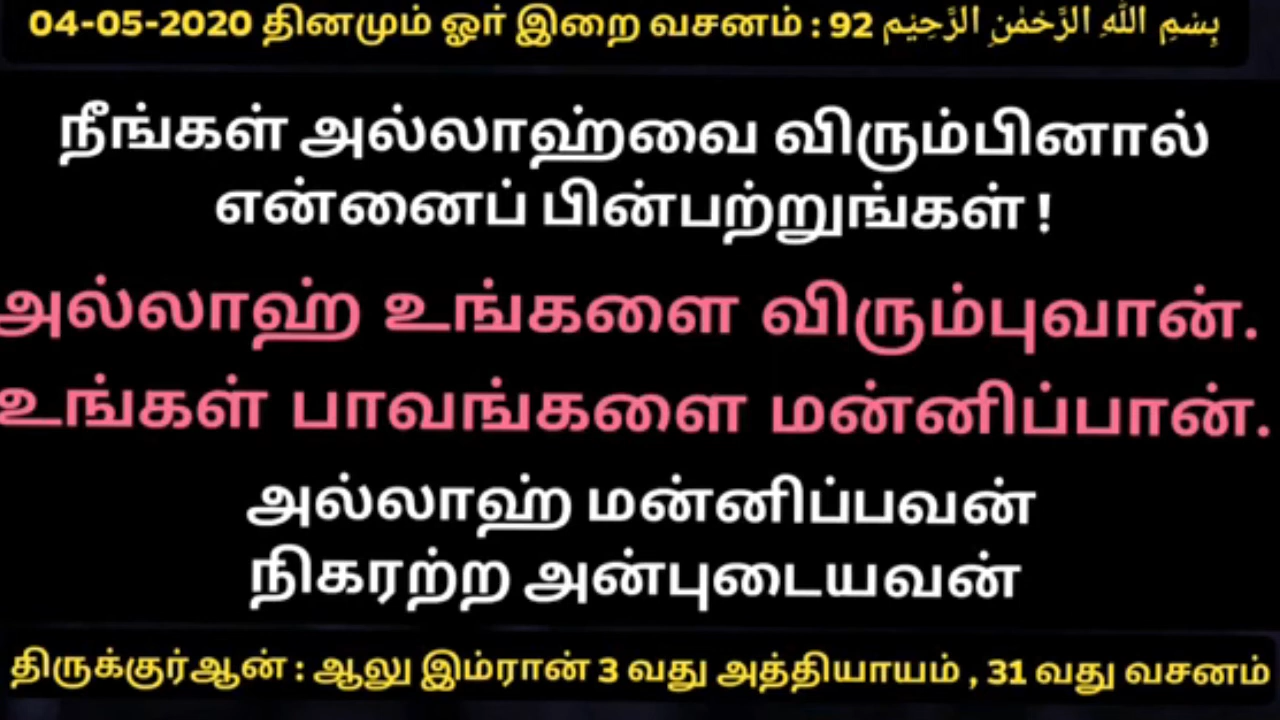 04-05-2020 தினமும் ஓர் இறை வசனம் : 92 بِسْمِ اللّٰهِ الرَّحْمٰنِ الرَّحِيْمِ
நீங்கள் அல்லாஹ்வை விரும்பினால்
என்னைப் பின்பற்றுங்கள் !
அல்லாஹ் உங்களை விரும்புவான்.
உங்கள் பாவங்களை மன்னிப்பான்.
அல்லாஹ் மன்னிப்பவன்
நிகரற்ற அன்புடையவன்
திருக்குர்ஆன் : ஆலு இம்ரான் 3 வது அத்தியாயம் , 31 வது வசனம்